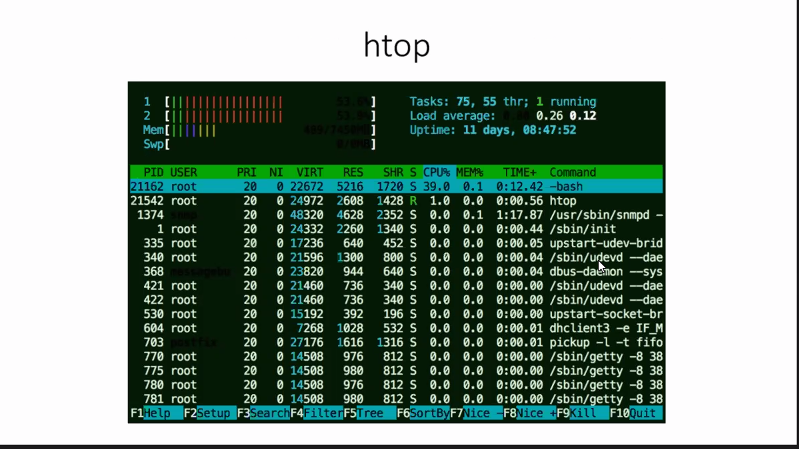 htop
1 [|||||||||||||||| 53.8%]
2 [|||||||||||||||| 53.8%]
Mem[|||||| 489/7450MB]
Swp[ 0/0MB]
Tasks: 75, 55 thr; 1 running
Load average: 0.26 0.12
Uptime: 11 days, 08:47:52
PID USER PRI NI VIRT RES SHR S CPU% MEM% TIME+ Command
21162 root 20 0 22672 5216 1720 S 39.0 0.1 0:12.42 -bash
21542 root 20 0 24972 2608 1428 R 1.0 0.0 0:00.56 htop
1374 snmp 20 0 48320 4628 2352 S 0.0 0.1 1:17.87 /usr/sbin/snmpd -
1 root 20 0 24332 2260 1340 S 0.0 0.0 0:00.44 /sbin/init
335 root 20 0 17236 640 452 S 0.0 0.0 0:00.05 upstart-udev-brid
340 root 20 0 21596 1300 800 S 0.0 0.0 0:00.04 /sbin/udevd --dae
368 messagebu 20 0 23820 944 640 S 0.0 0.0 0:00.04 dbus-daemon --sys
421 root 20 0 21460 736 340 S 0.0 0.0 0:00.00 /sbin/udevd --dae
422 root 20 0 21460 736 340 S 0.0 0.0 0:00.00 /sbin/udevd --dae
530 root 20 0 15192 392 196 S 0.0 0.0 0:00.00 upstart-socket-br
604 root 20 0 7268 1028 532 S 0.0 0.0 0:00.01 dhclient3 -e IF_M
703 postfix 20 0 27176 1616 1316 S 0.0 0.0 0:00.01 pickup -l -t fifo
770 root 20 0 14508 976 812 S 0.0 0.0 0:00.00 /sbin/getty -8 38
775 root 20 0 14508 980 812 S 0.0 0.0 0:00.00 /sbin/getty -8 38
780 root 20 0 14508 980 812 S 0.0 0.0 0:00.00 /sbin/getty -8 38
781 root 20 0 14508 976 812 S 0.0 0.0 0:00.00 /sbin/getty -8 38
F1Help F2Setup F3SearchF4FilterF5Tree F6SortByF7Nice -F8Nice +F9Kill F10Quit